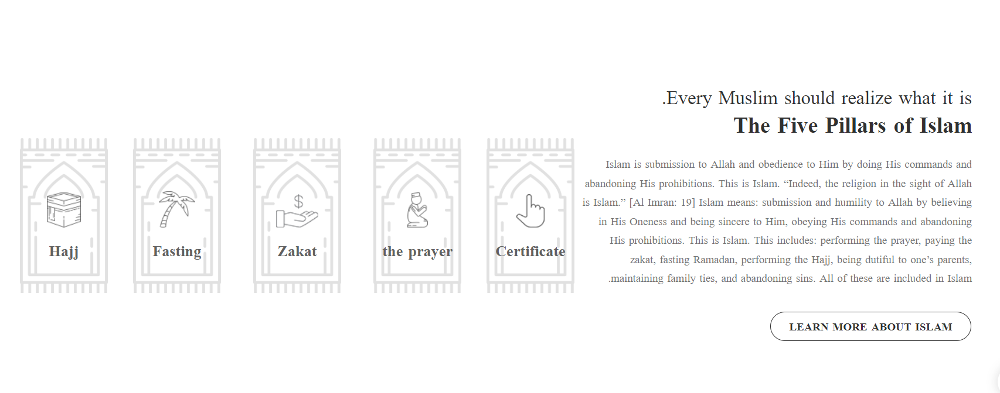 .Every Muslim should realize what it is
The Five Pillars of Islam
Islam is submission to Allah and obedience to Him by doing His commands and
abandoning His prohibitions. This is Islam. “Indeed, the religion in the sight of Allah
is Islam.” [Al Imran: 19] Islam means: submission and humility to Allah by believing
in His Oneness and being sincere to Him, obeying His commands and abandoning
His prohibitions. This is Islam. This includes: performing the prayer, paying the
zakat, fasting Ramadan, performing the Hajj, being dutiful to one’s parents,
.maintaining family ties, and abandoning sins. All of these are included in Islam
LEARN MORE ABOUT ISLAM
Certificate
the prayer
$
Zakat
Fasting
Hajj